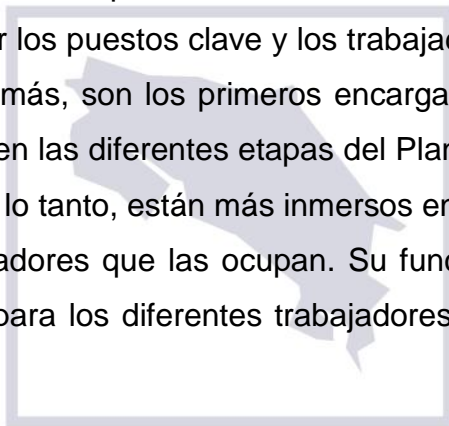 r los puestos clave y los trabajad
más, son los primeros encarga
en las diferentes etapas del Plan
lo tanto, están más inmersos en
adores que las ocupan. Su func
para los diferentes trabajadores